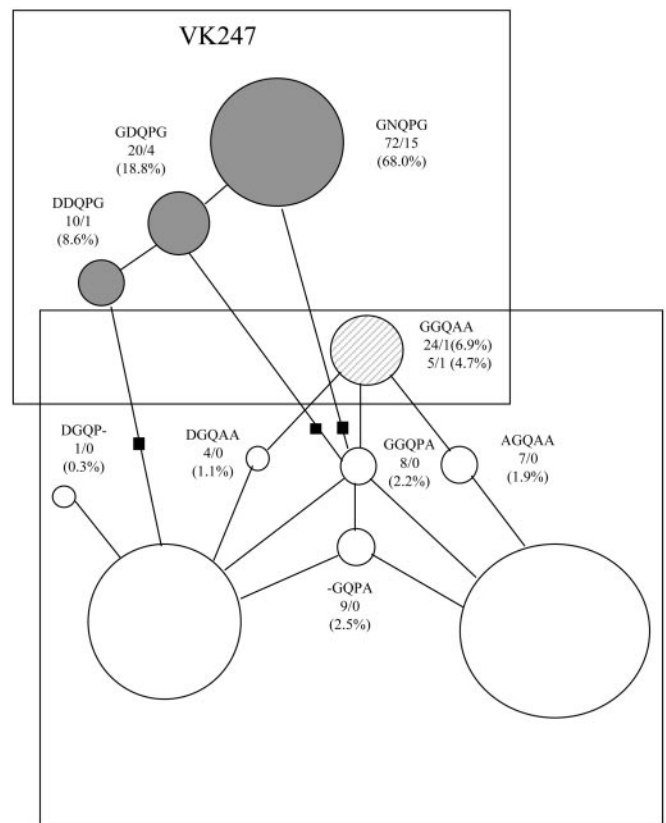 VK247
GNQPG
72/15
(68.0%)
GDQPG
20/4
(18.8%)
DDQPG
10/1
(8.6%)
GGQAA
24/1(6.9%)
5/1 (4.7%)
DGQP-
1/0
(0.3%)
DGQAA
4/0
(1.1%)
GGQPA
8/0
(2.2%)
AGQAA
7/0
(1.9%)
-GQPA
9/0
(2.5%)